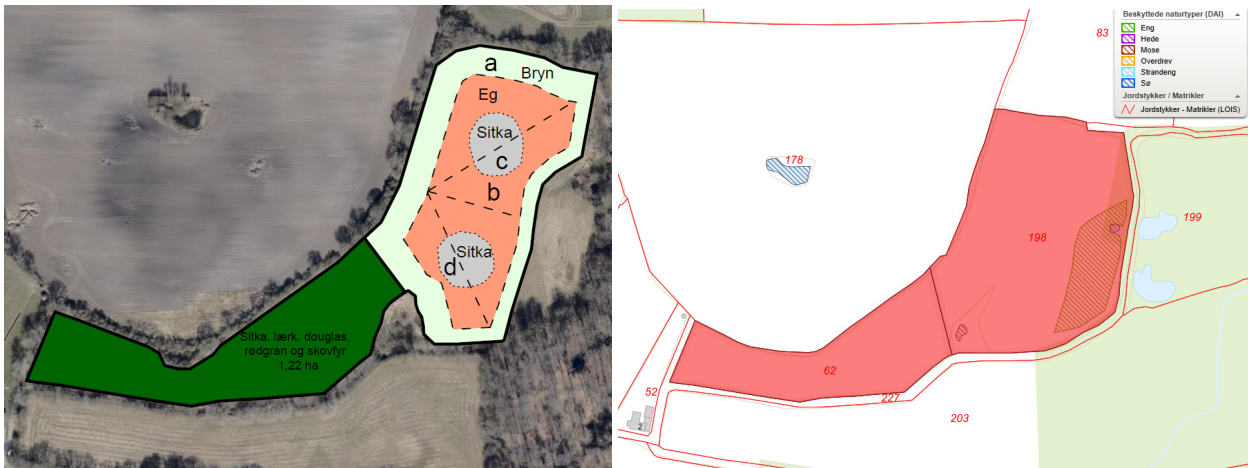 a
Bryn
Eg
Sitka
c
b
Sitka
d
Sitka, lærk, douglas,
rødgran og skovfyr
1,22 ha
83
178
199
198
62
52
227
203
2
Beskyttede naturtyper (DAI)
Eng
Hede
Mose
Overdrev
Strandeng
Sø
Jordstykker / Matrikler
Jordstykker - Matrikler (LOIS)